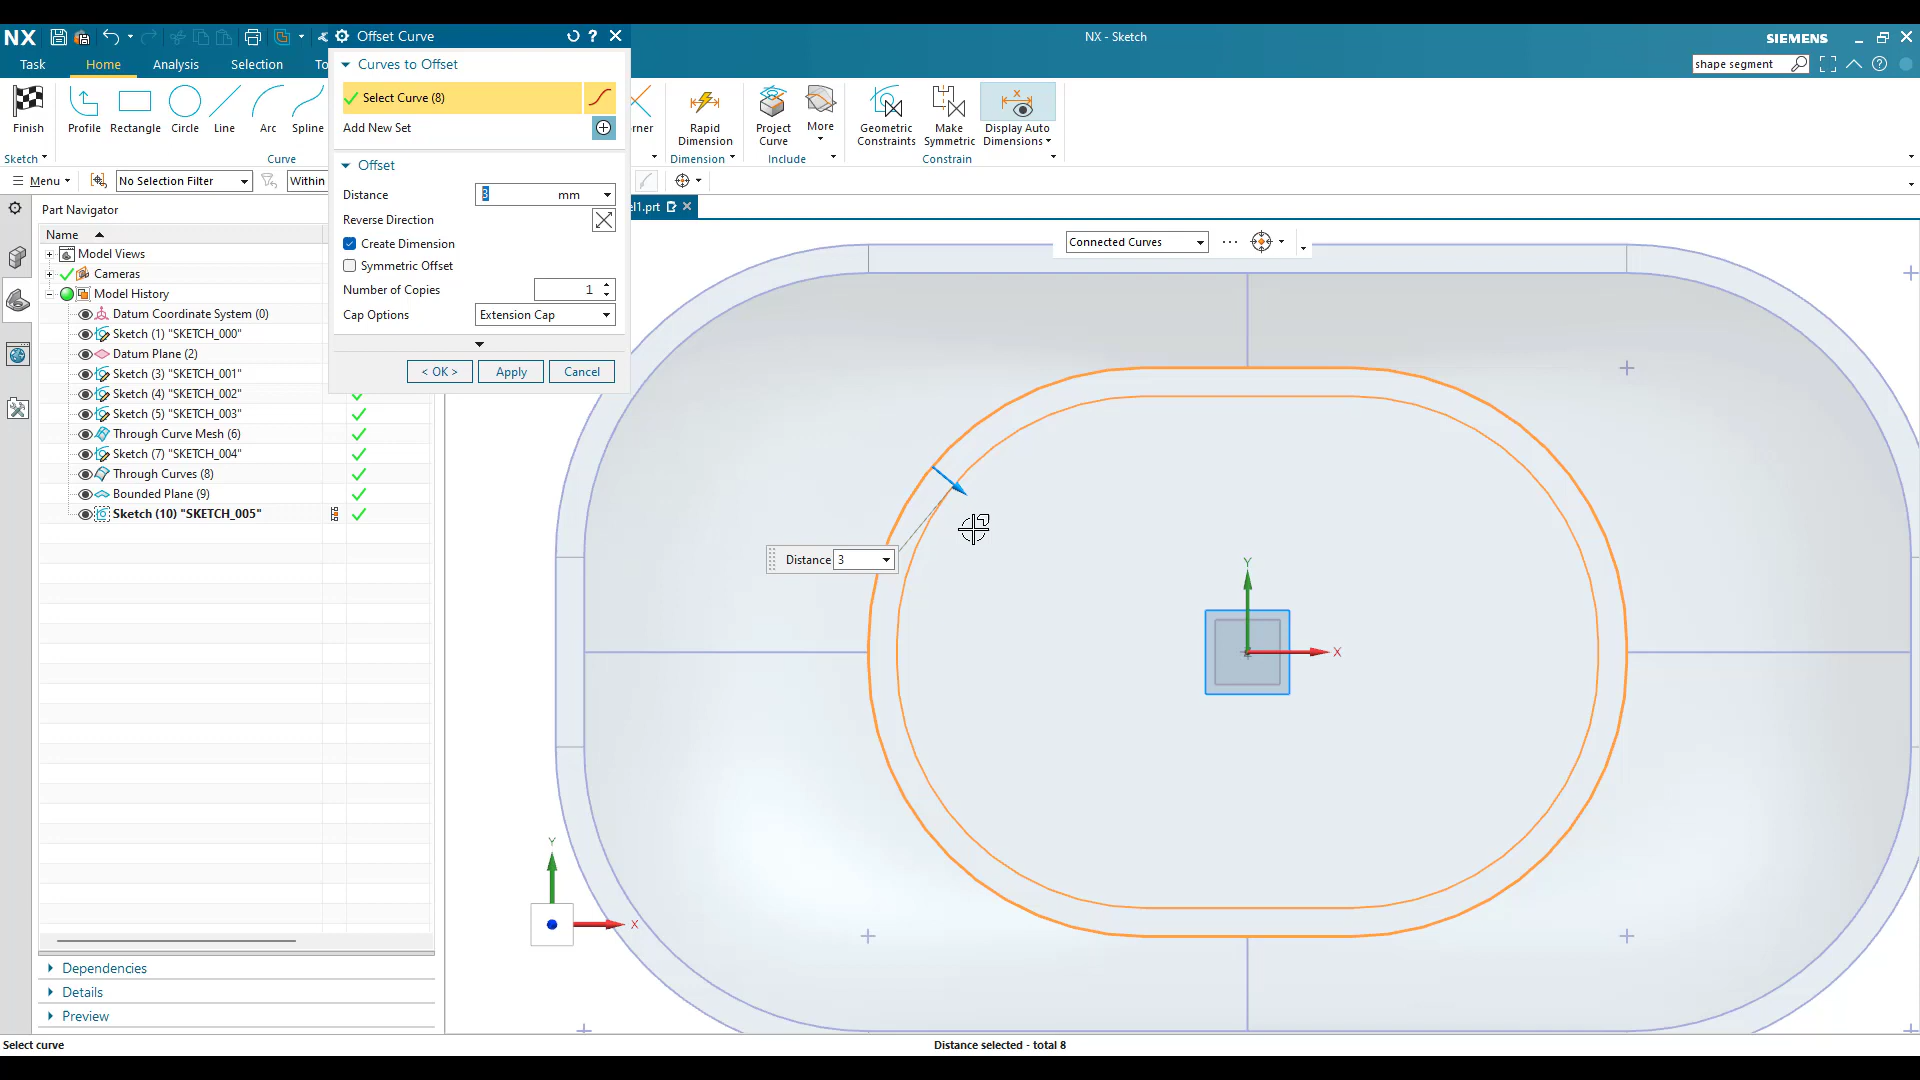 NX
Offset Curve
NX - Sketch
SIEMENS
Task
Home
Analysis
Selection
To
shape segment
Curves to Offset
Select Curve (8)
Add New Set
Finish
Profile
Rectangle
Circle
Line
Arc
Spline
rner
Rapid
Dimension
Project
Curve
More
Geometric
Constraints
Make
Symmetric
Display Auto
Dimensions
Sketch
Curve
Dimension
Include
Constrain
Offset
Distance
3
mm
Reverse Direction
Create Dimension
Symmetric Offset
Number of Copies
1
Cap Options
Extension Cap
< OK >
Apply
Cancel
Menu
No Selection Filter
Within
el1.prt
Connected Curves
Part Navigator
Name
Model Views
Cameras
Model History
Datum Coordinate System (0)
Sketch (1) "SKETCH_000"
Datum Plane (2)
Sketch (3) "SKETCH_001"
Sketch (4) "SKETCH_002"
Sketch (5) "SKETCH_003"
Through Curve Mesh (6)
Sketch (7) "SKETCH_004"
Through Curves (8)
Bounded Plane (9)
Sketch (10) "SKETCH_005"
Distance 3
Y
X
Y
X
Dependencies
Details
Preview
Select curve
Distance selected - total 8